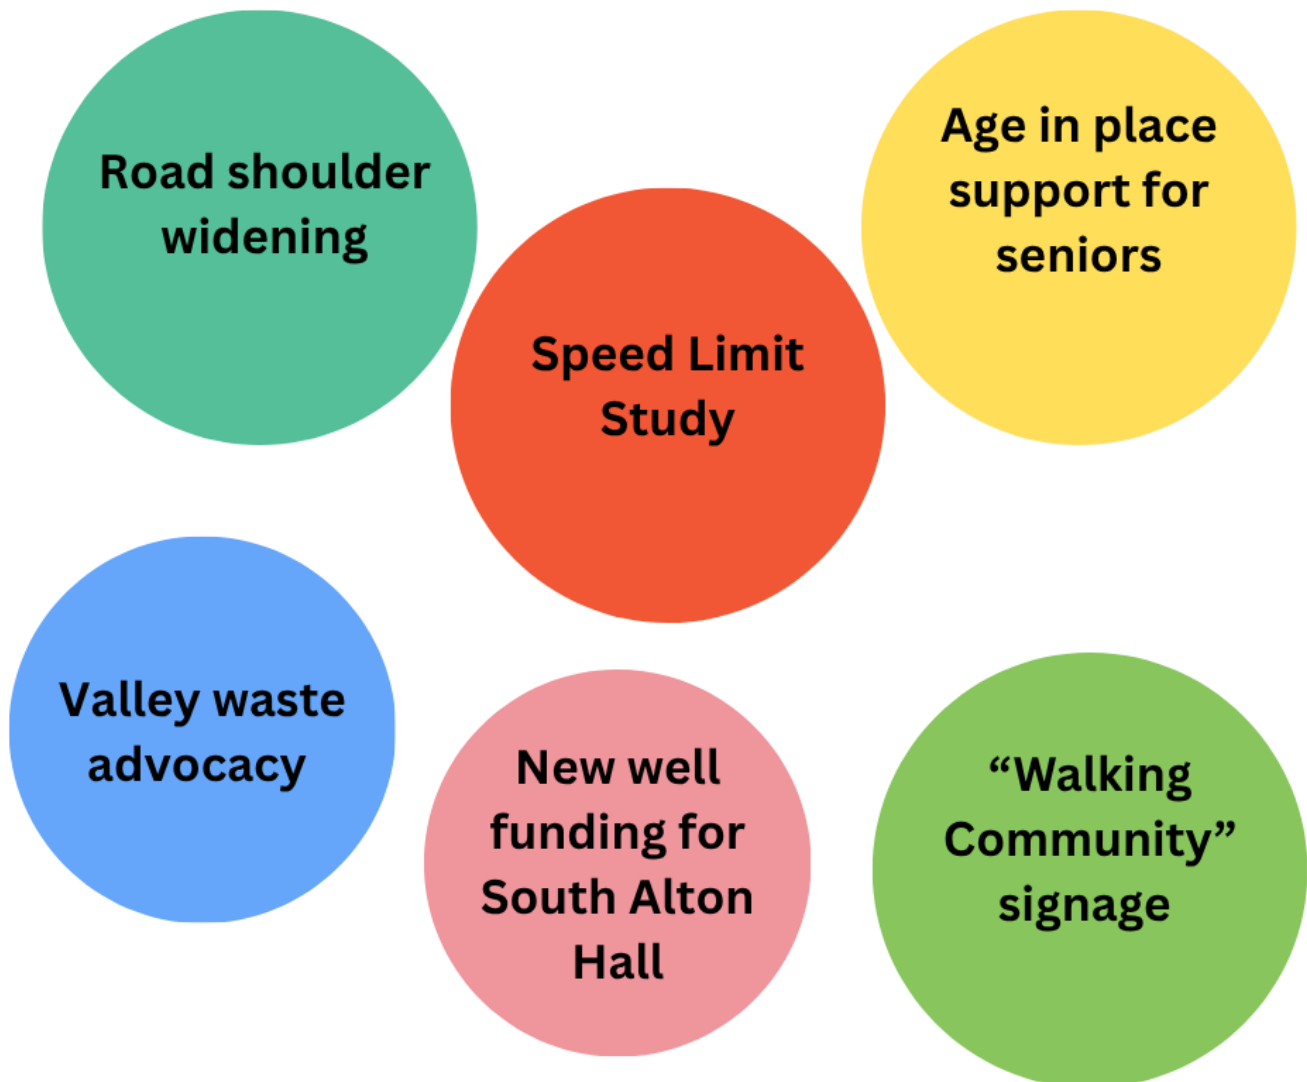 Road shoulder
widening
Age in place
support for
seniors
Speed Limit
Study
Valley waste
advocacy
New well
funding for
South Alton
Hall
“Walking
Community”
signage